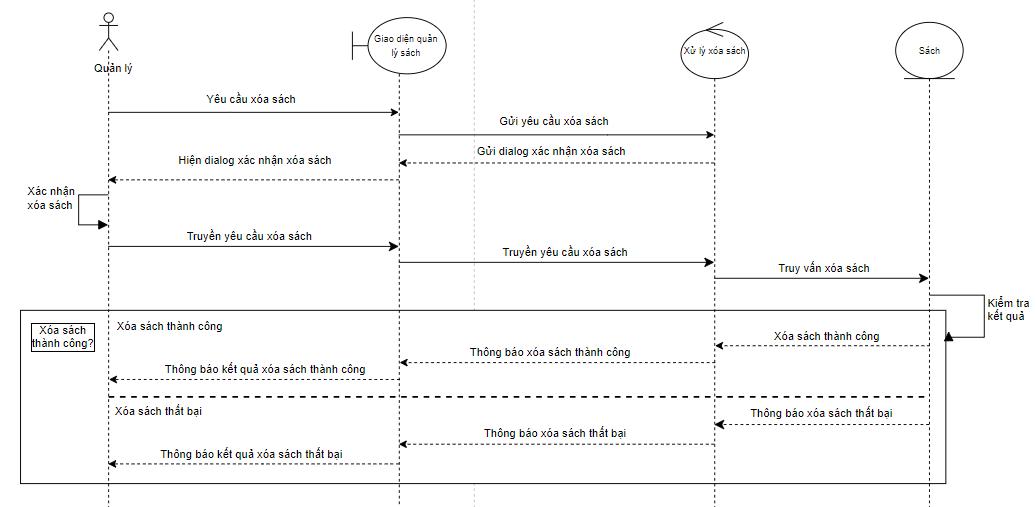 Giao diện quản
lý sách
Xử lý xóa sách
Sách
Quản lý
Yêu cầu xóa sách
Gửi yêu cầu xóa sách
Gửi dialog xác nhận xóa sách
Hiện dialog xác nhận xóa sách
Xác nhận
xóa sách
Truyền yêu cầu xóa sách
Truyền yêu cầu xóa sách
Truy vấn xóa sách
Kiểm tra
kết quả
Xóa sách
thành công?
Xóa sách thành công
Xóa sách thành công
Thông báo xóa sách thành công
Thông báo kết quả xóa sách thành công
Xóa sách thất bại
Thông báo xóa sách thất bại
Thông báo xóa sách thất bại
Thông báo kết quả xóa sách thất bại